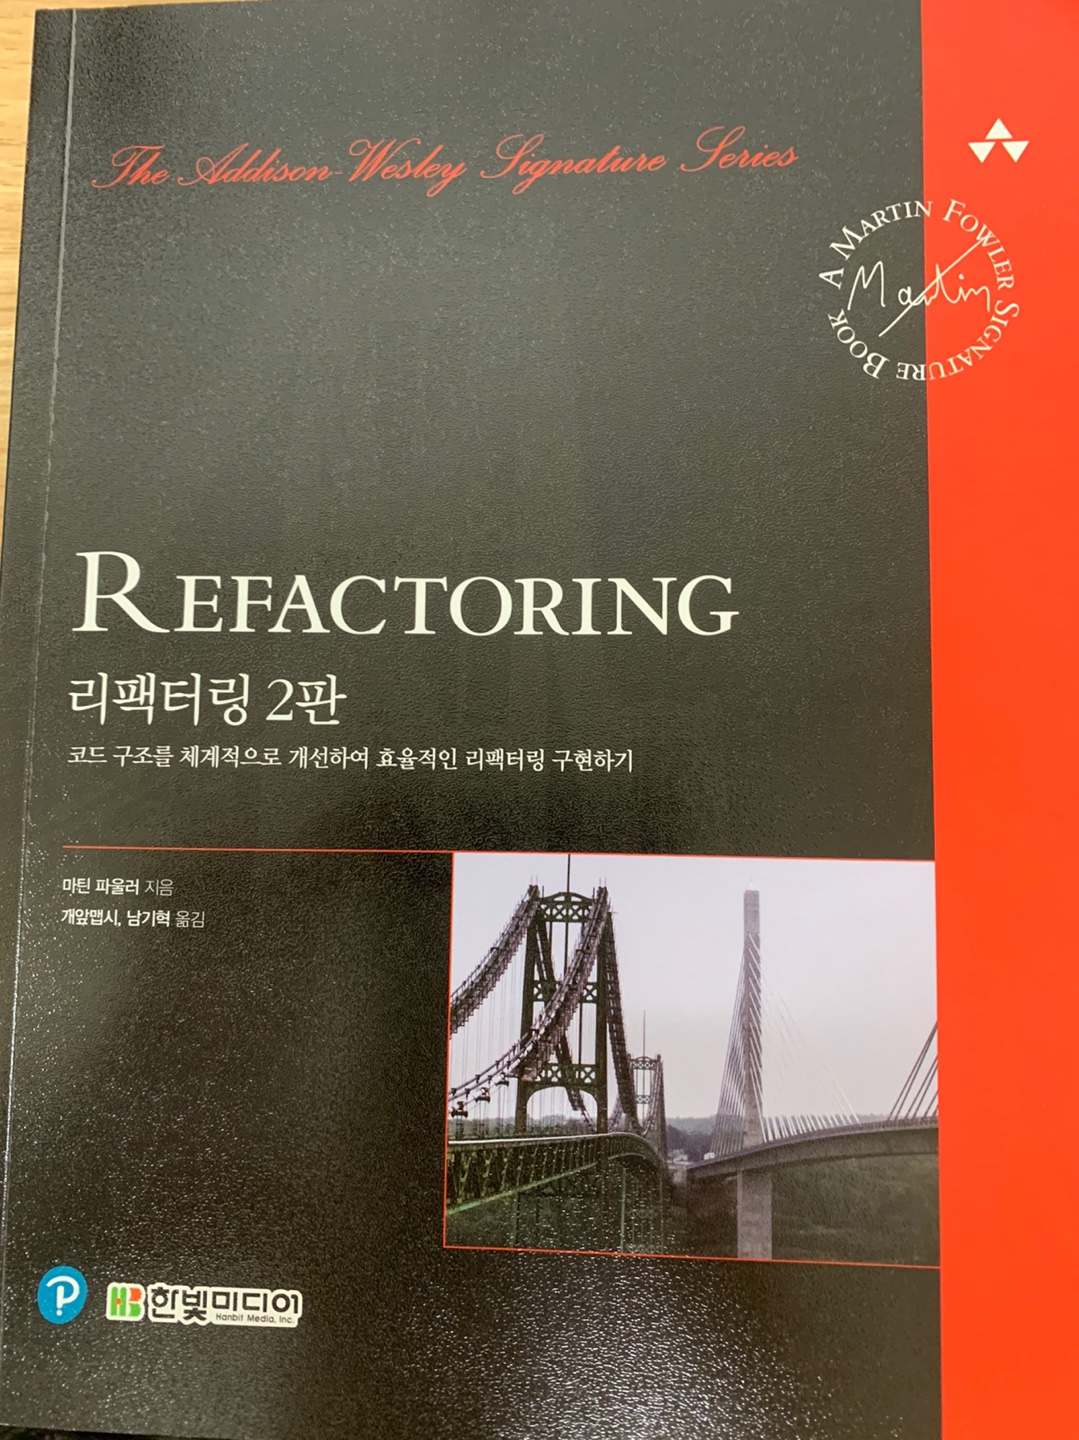 The Addison-Wesley Signature Series
A MARTIN FOWLER SIGNATURE BOOK
Martin
REFACTORING
리팩터링 2판
코드 구조를 체계적으로 개선하여 효율적인 리팩터링 구현하기
마틴 파울러 지음
개앞맵시, 남기혁 옮김
P
HB 한빛미디어
Hanbit Media, Inc.